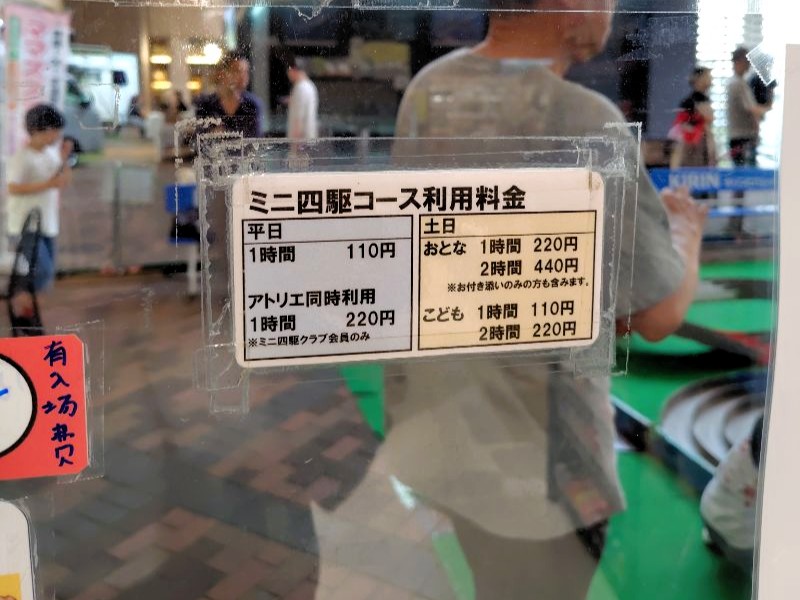 ミニ四駆コース利用料金
平日
1時間 110円
アトリエ同時利用
1時間 220円
※ミニ四駆クラブ会員のみ
土日
おとな 1時間 220円
2時間 440円
※お付き添いのみの方も含みます。
こども 1時間 110円
2時間 220円
KIRIN